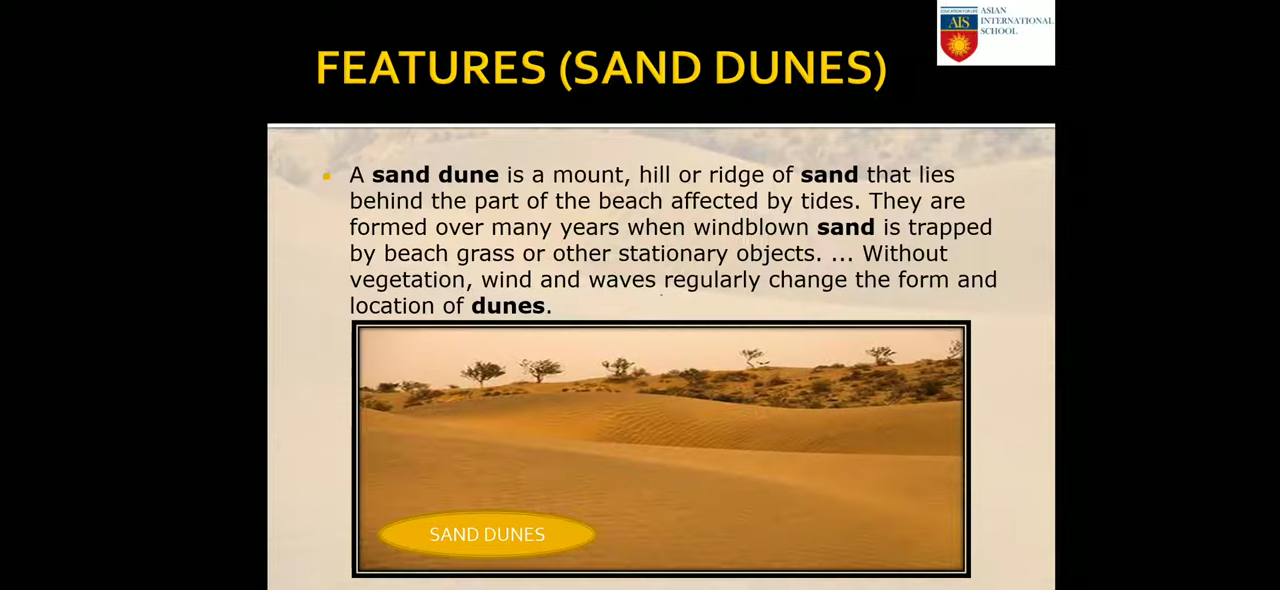 EDUCATION FOR LIFE
AIS
ASIAN
INTERNATIONAL
SCHOOL
FEATURES (SAND DUNES)
A sand dune is a mount, hill or ridge of sand that lies
behind the part of the beach affected by tides. They are
formed over many years when windblown sand is trapped
by beach grass or other stationary objects. ... Without
vegetation, wind and waves regularly change the form and
location of dunes.
SAND DUNES